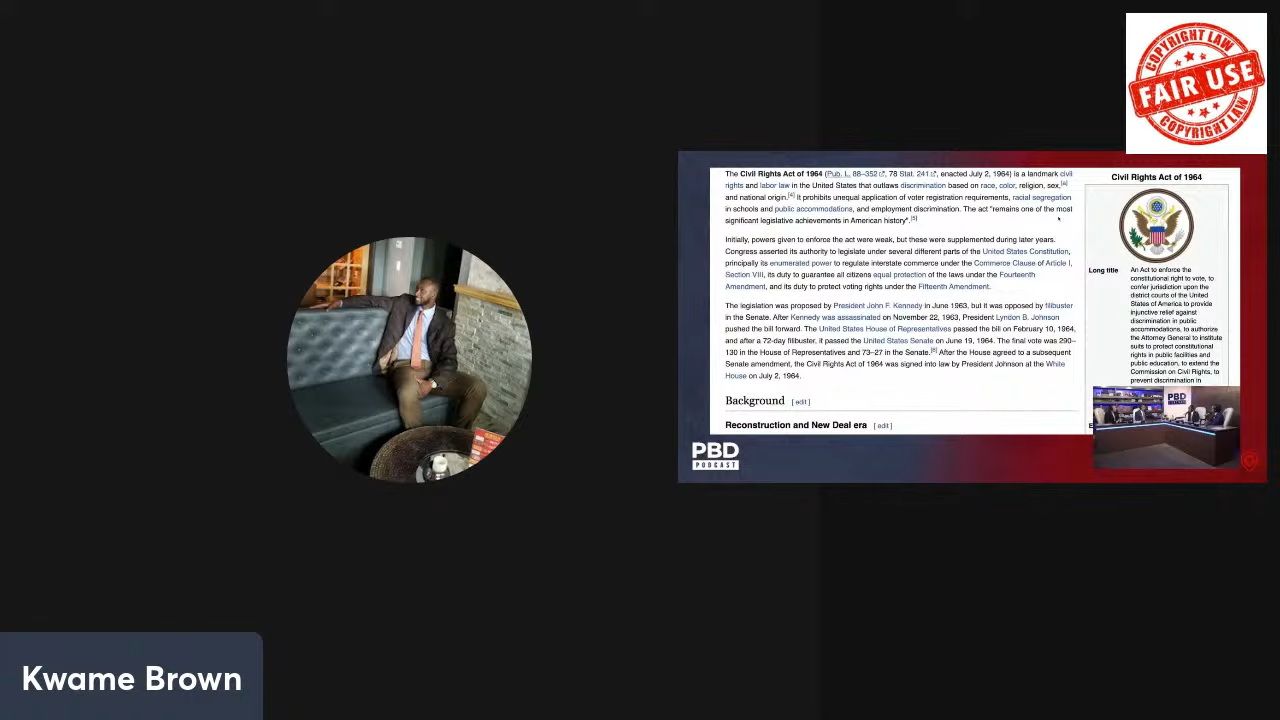 COPYRIGHT LAW
FAIR USE
COPYRIGHT LAW
The Civil Rights Act of 1964 (Pub. L. 88–352, 78 Stat. 241, enacted July 2, 1964) is a landmark civil
rights and labor law in the United States that outlaws discrimination based on race, color, religion, sex,[a]
and national origin.[4] It prohibits unequal application of voter registration requirements, racial segregation
in schools and public accommodations, and employment discrimination. The act "remains one of the most
significant legislative achievements in American history".[5]
Initially, powers given to enforce the act were weak, but these were supplemented during later years.
Congress asserted its authority to legislate under several different parts of the United States Constitution,
principally its enumerated power to regulate interstate commerce under the Commerce Clause of Article I,
Section VIII, its duty to guarantee all citizens equal protection of the laws under the Fourteenth
Amendment, and its duty to protect voting rights under the Fifteenth Amendment.
The legislation was proposed by President John F. Kennedy in June 1963, but it was opposed by filibuster
in the Senate. After Kennedy was assassinated on November 22, 1963, President Lyndon B. Johnson
pushed the bill forward. The United States House of Representatives passed the bill on February 10, 1964,
and after a 72-day filibuster, it passed the United States Senate on June 19, 1964. The final vote was 290–
130 in the House of Representatives and 73–27 in the Senate.[6] After the House agreed to a subsequent
Senate amendment, the Civil Rights Act of 1964 was signed into law by President Johnson at the White
House on July 2, 1964.
Background [ edit ]
Reconstruction and New Deal era [ edit ]
Civil Rights Act of 1964
Long title
An Act to enforce the
constitutional right to vote, to
confer jurisdiction upon the
district courts of the United
States of America to provide
injunctive relief against
discrimination in public
accommodations, to authorize
the Attorney General to institute
suits to protect constitutional
rights in public facilities and
public education, to extend the
Commission on Civil Rights, to
prevent discrimination in
PBD
PBD
PODCAST
Kwame Brown